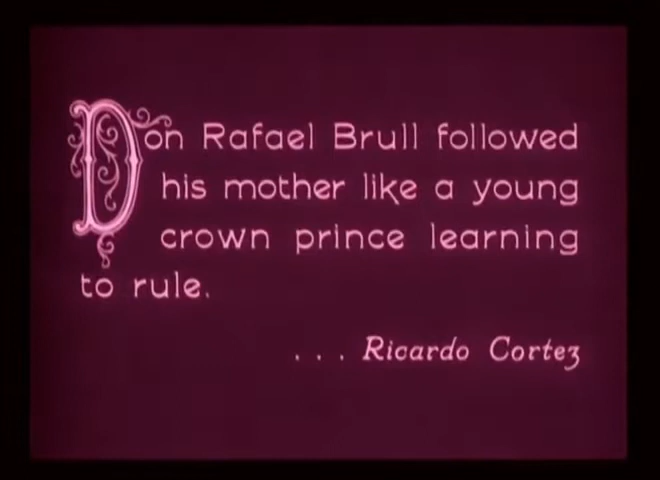 Don Rafael Brull followed
his mother like a young
crown prince learning
to rule.
. . . Ricardo Cortez